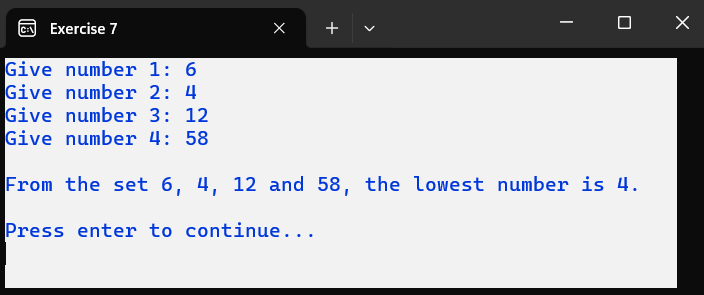 Exercise 7
Give number 1: 6
Give number 2: 4
Give number 3: 12
Give number 4: 58
From the set 6, 4, 12 and 58, the lowest number is 4.
Press enter to continue...